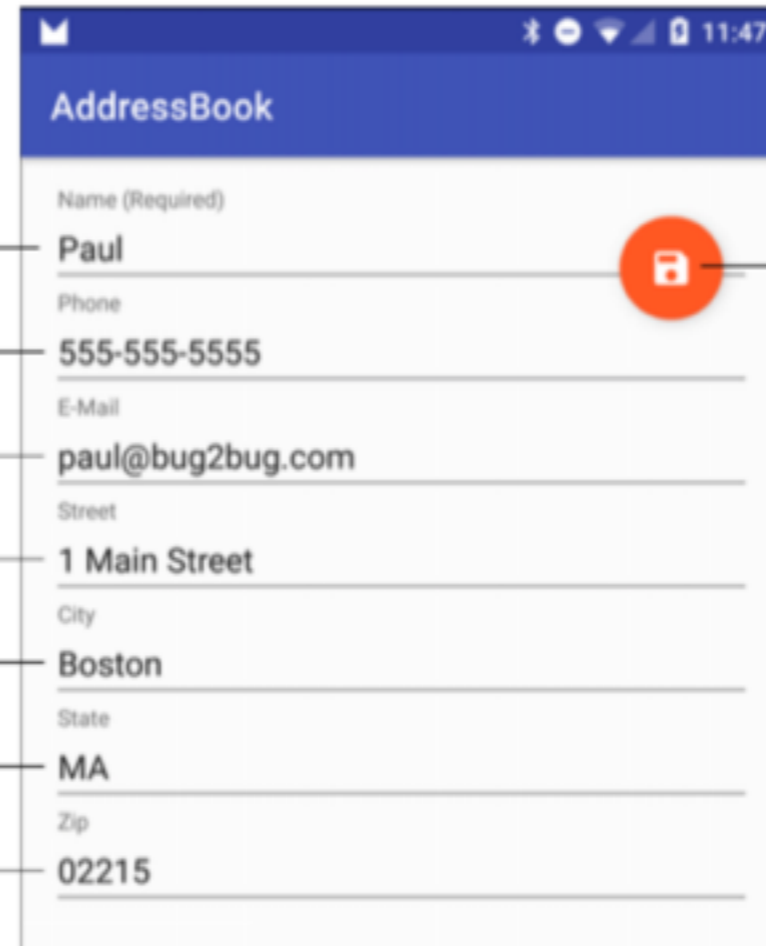 11:47
AddressBook
Name (Required)
Paul
Phone
555-555-5555
E-Mail
paul@bug2bug.com
Street
1 Main Street
City
Boston
State
MA
Zip
02215